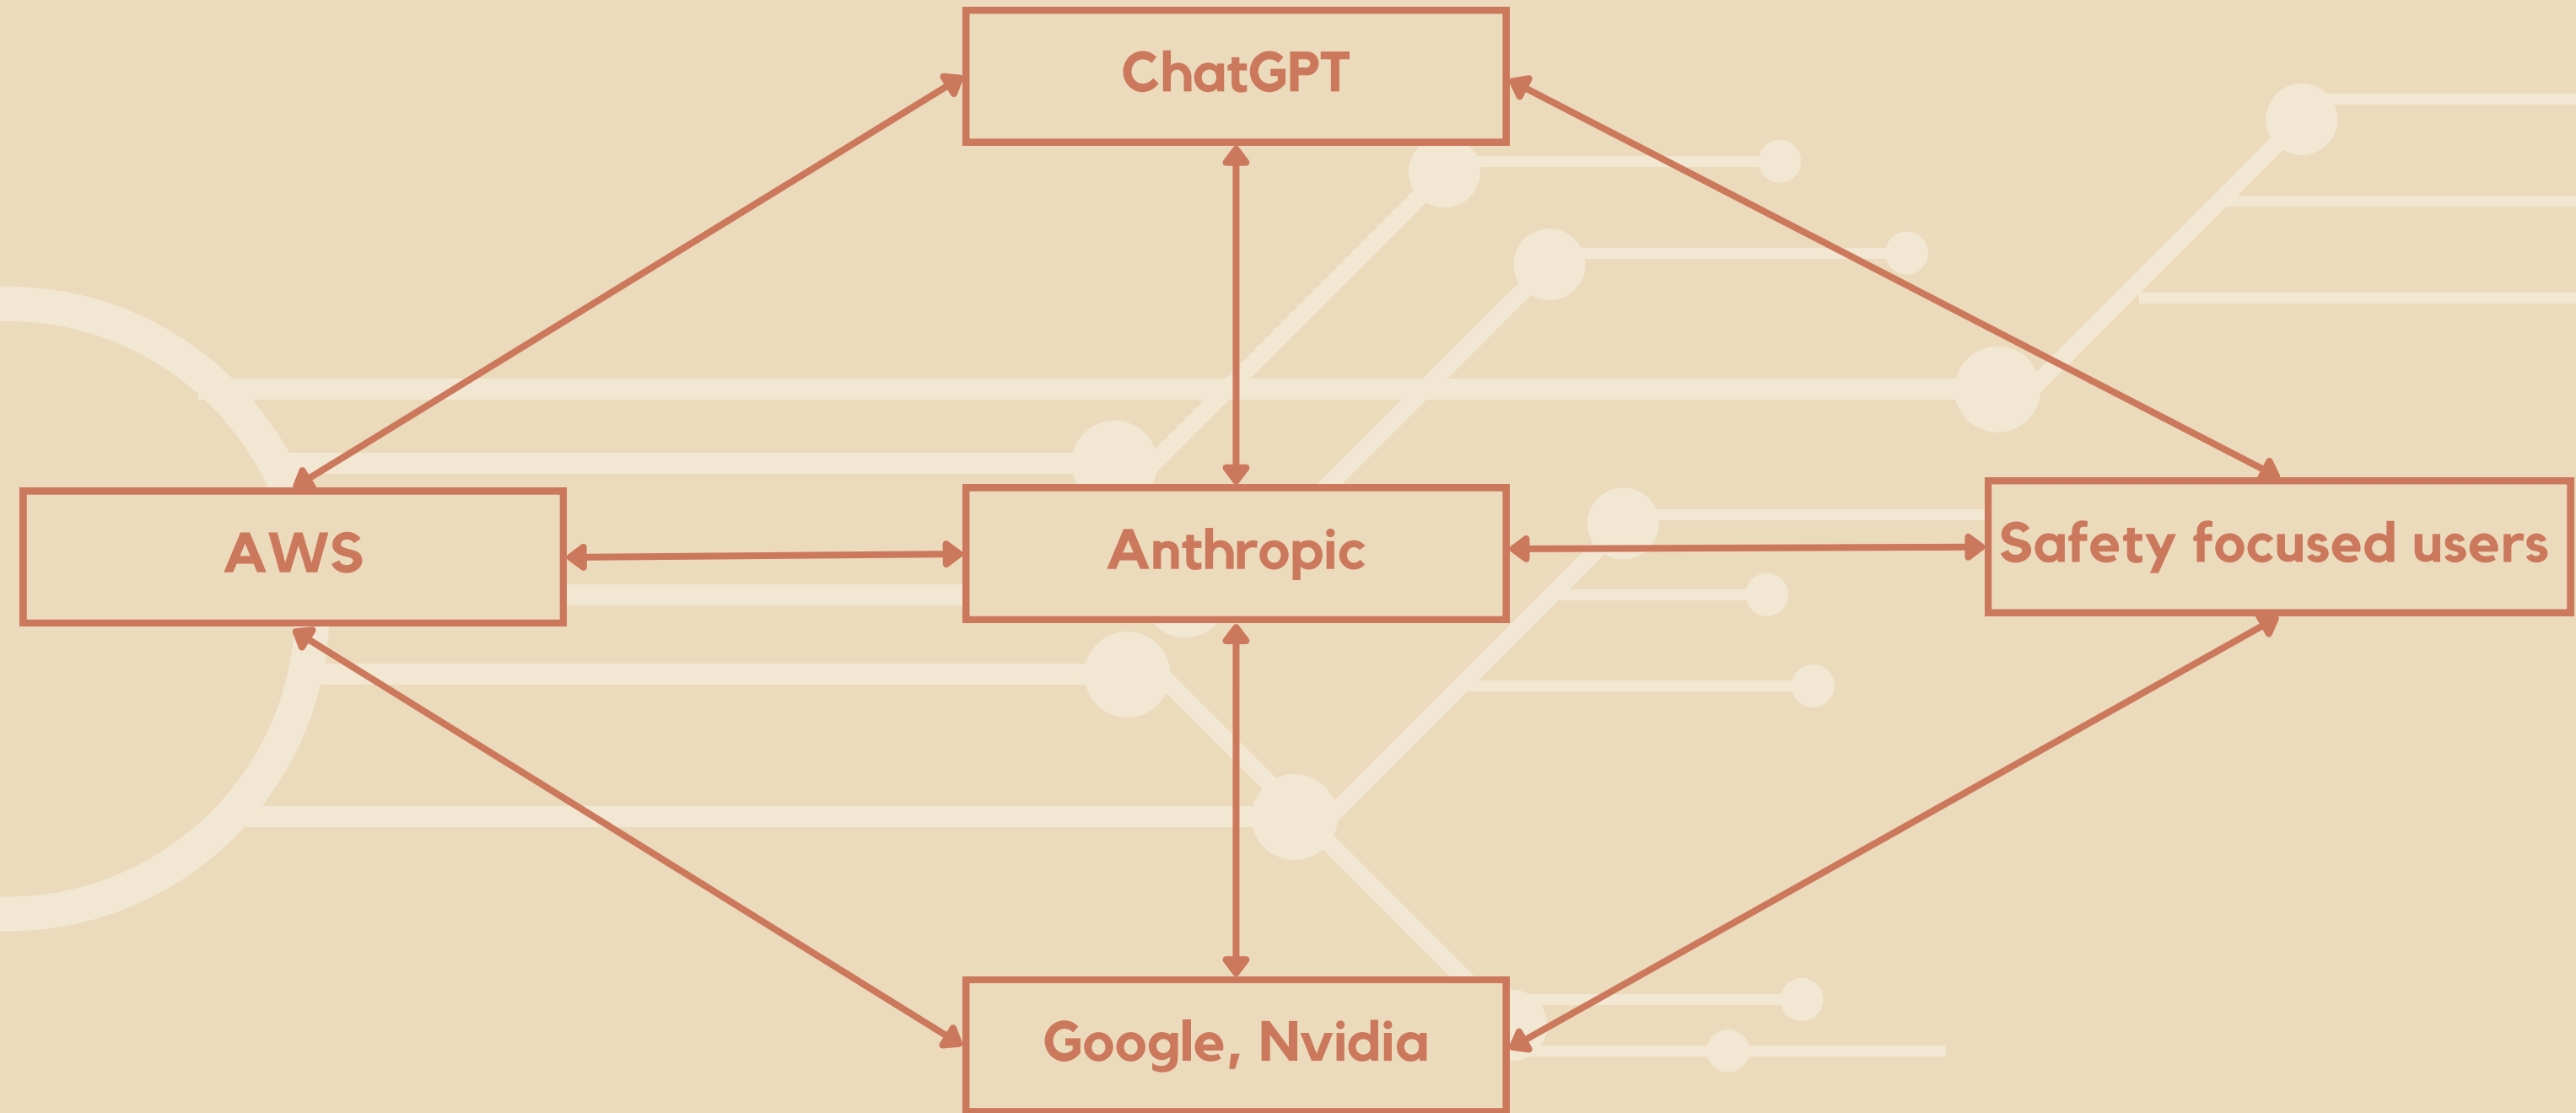 ChatGPT
AWS
Anthropic
Safety focused users
Google, Nvidia